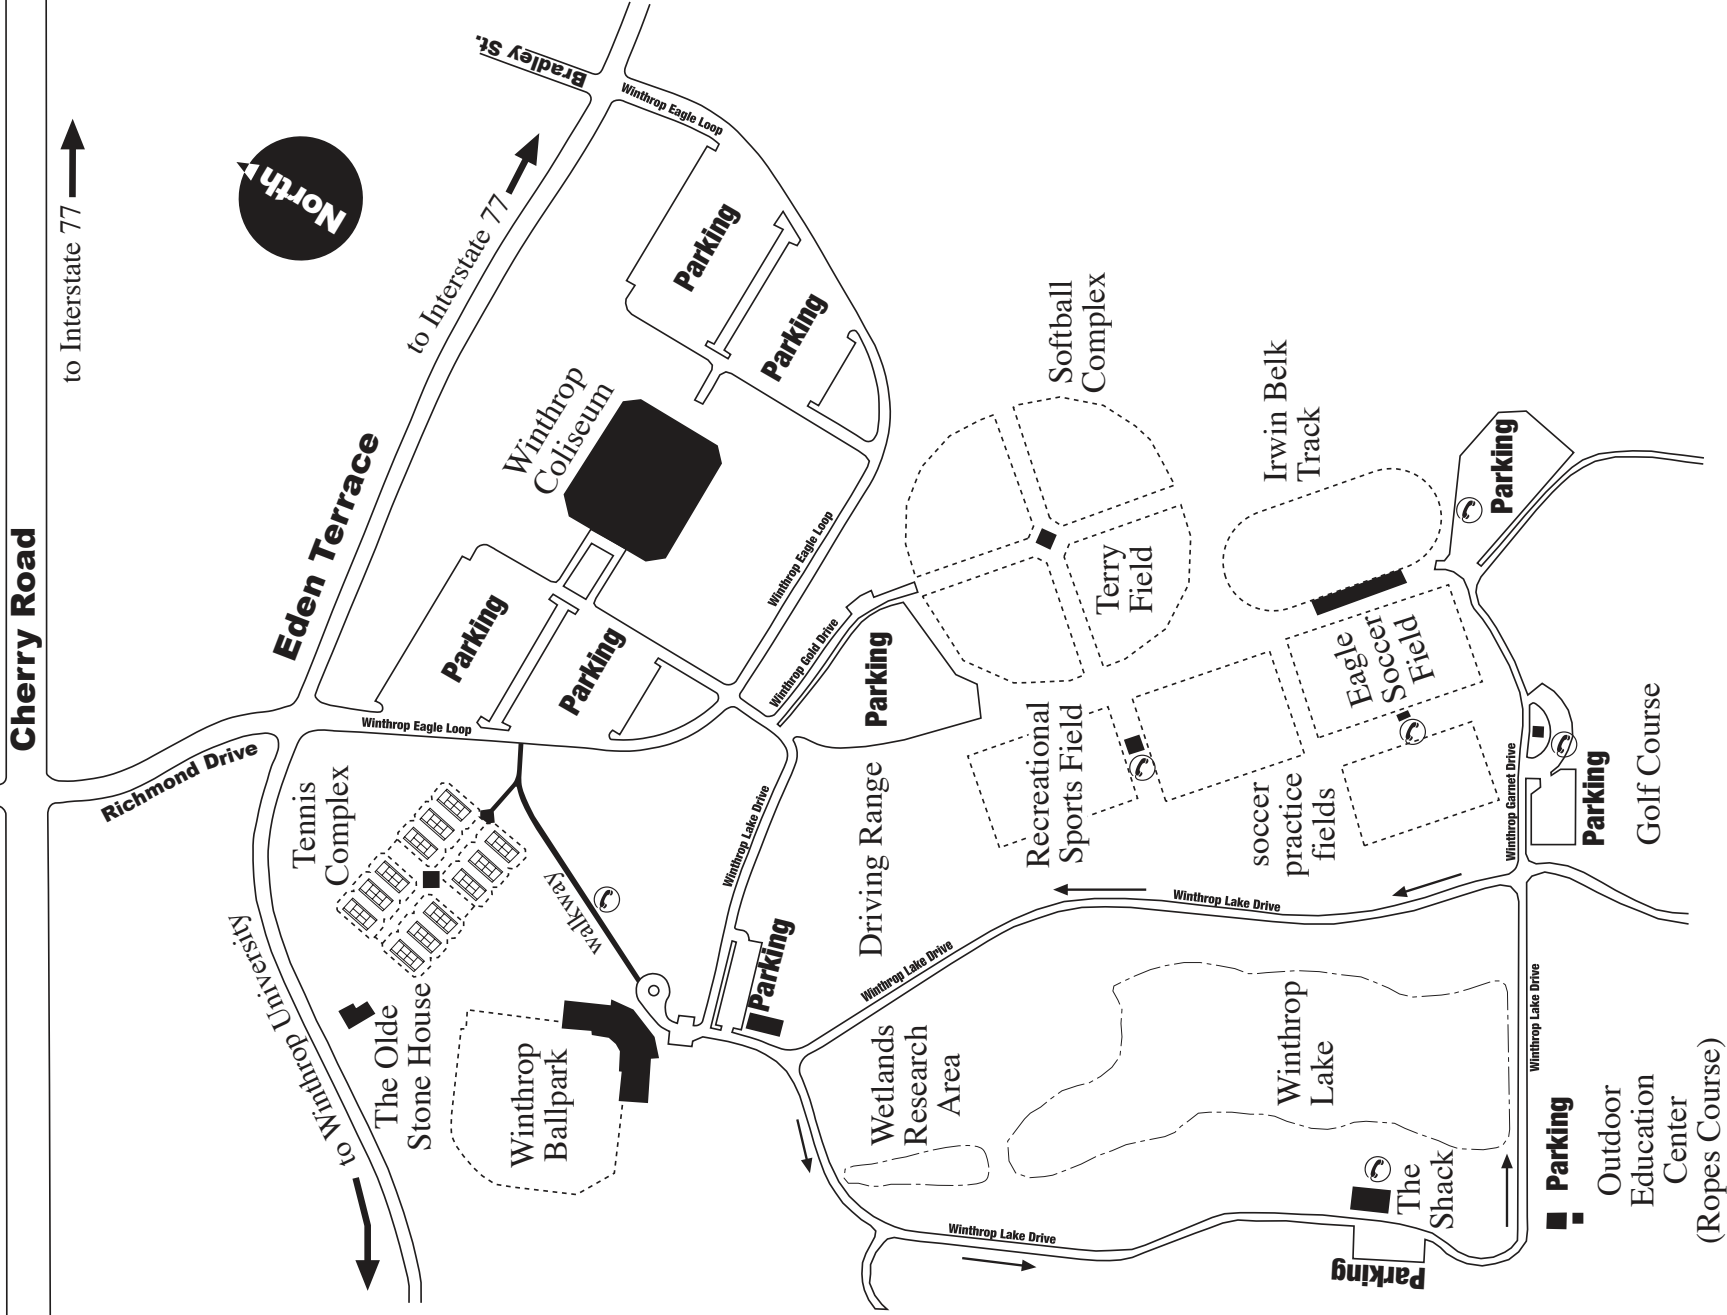 Cherry Road
to Interstate 77
North
Bradley St.
Winthrop Eagle Loop
to Interstate 77
Eden Terrace
Richmond Drive
Parking
Parking
Winthrop
Coliseum
Parking
Parking
Winthrop Eagle Loop
Winthrop Eagle Loop
Winthrop Gold Drive
Parking
Softball
Complex
Terry
Field
Irwin Belk
Track
Parking
Eagle
Soccer
Field
Recreational
Sports Field
soccer
practice
fields
Winthrop Garnet Drive
Parking
Golf Course
Tennis
Complex
walkway
Winthrop Lake Drive
Parking
Driving Range
Winthrop Lake Drive
Winthrop Lake Drive
to Winthrop University
The Olde
Stone House
Winthrop
Ballpark
Wetlands
Research
Area
Winthrop
Lake
Winthrop Lake Drive
The
Shack
Winthrop Lake Drive
Parking
Parking
Outdoor
Education
Center
(Ropes Course)